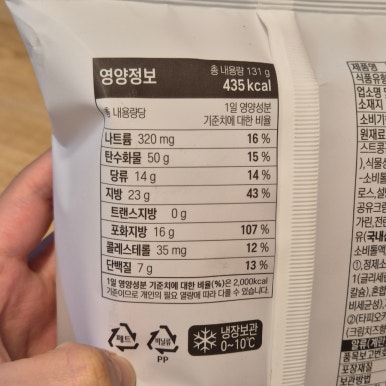 영양정보
총 내용량 131 g
435 kcal
총 내용량당
1일 영양성분
기준치에 대한 비율
나트륨 320 mg 16 %
탄수화물 50 g 15 %
당류 14 g 14 %
지방 23 g 43 %
트랜스지방 0 g
포화지방 16 g 107 %
콜레스테롤 35 mg 12 %
단백질 7 g 13 %
1일 영양성분 기준치에 대한 비율(%)은 2,000kcal
기준이므로 개인의 필요 열량에 따라 다를 수 있습니다.
페트
비닐류
PP
냉장보관
0~10℃
제품명
식품유형
업소명 및
소재지
소비기한
원재료